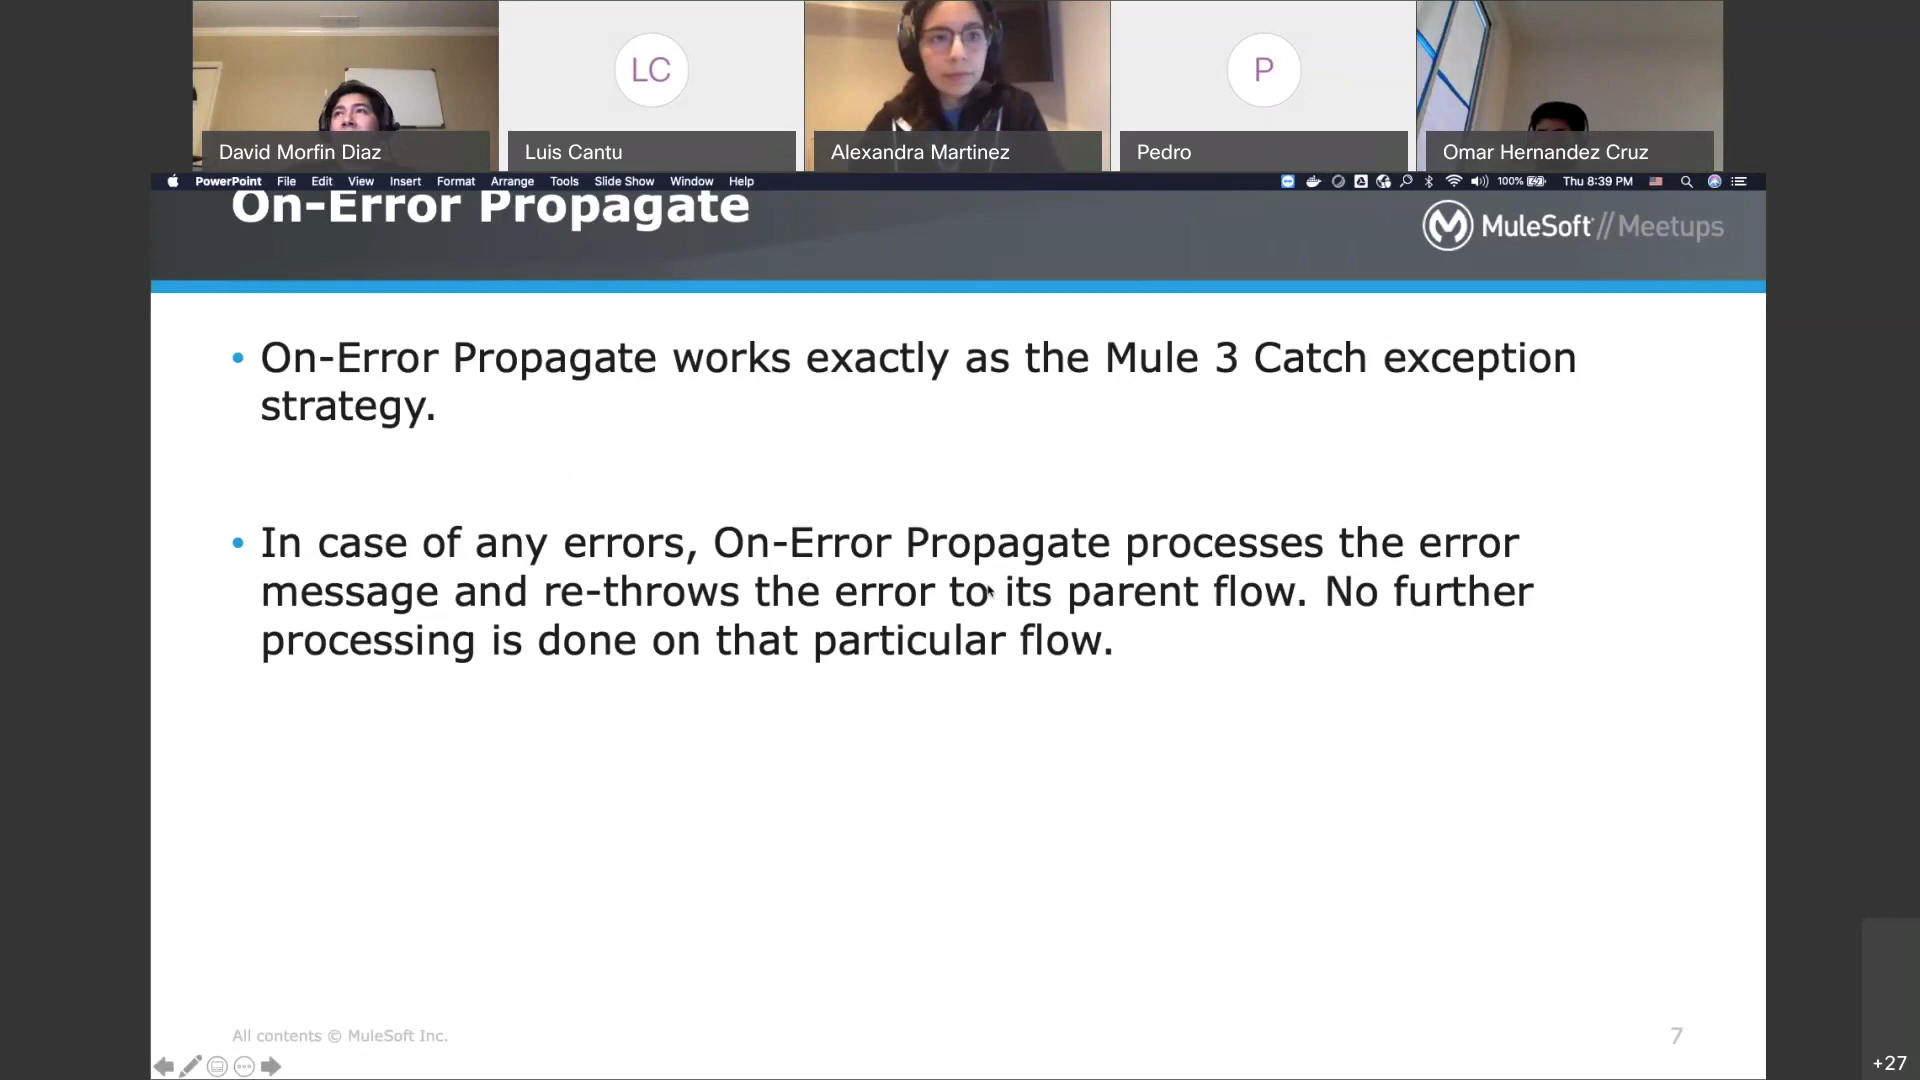 LC
P
David Morfin Diaz
Luis Cantu
Alexandra Martinez
Pedro
Omar Hernandez Cruz
PowerPoint File Edit View Insert Format Arrange Tools Slide Show Window Help
100% Thu 8:39 PM
On-Error Propagate
MuleSoft // Meetups
• On-Error Propagate works exactly as the Mule 3 Catch exception
strategy.
• In case of any errors, On-Error Propagate processes the error
message and re-throws the error to its parent flow. No further
processing is done on that particular flow.
All contents © MuleSoft Inc.
7
+27